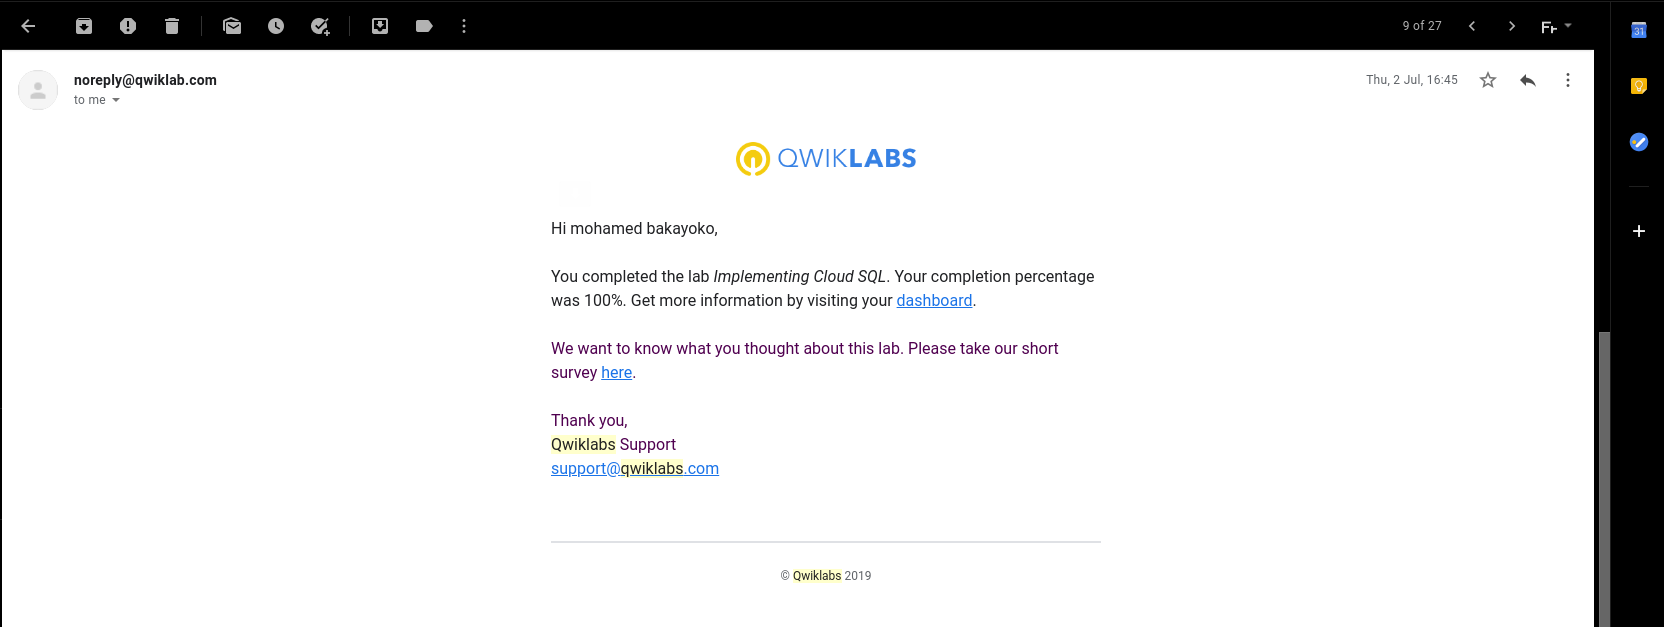 9 of 27
31
noreply@qwiklab.com
Thu, 2 Jul, 16:45
to me
QWIKLABS
Hi mohamed bakayoko,
You completed the lab Implementing Cloud SQL. Your completion percentage
was 100%. Get more information by visiting your dashboard.
We want to know what you thought about this lab. Please take our short
survey here.
Thank you,
Qwiklabs Support
support@qwiklabs.com
© Qwiklabs 2019